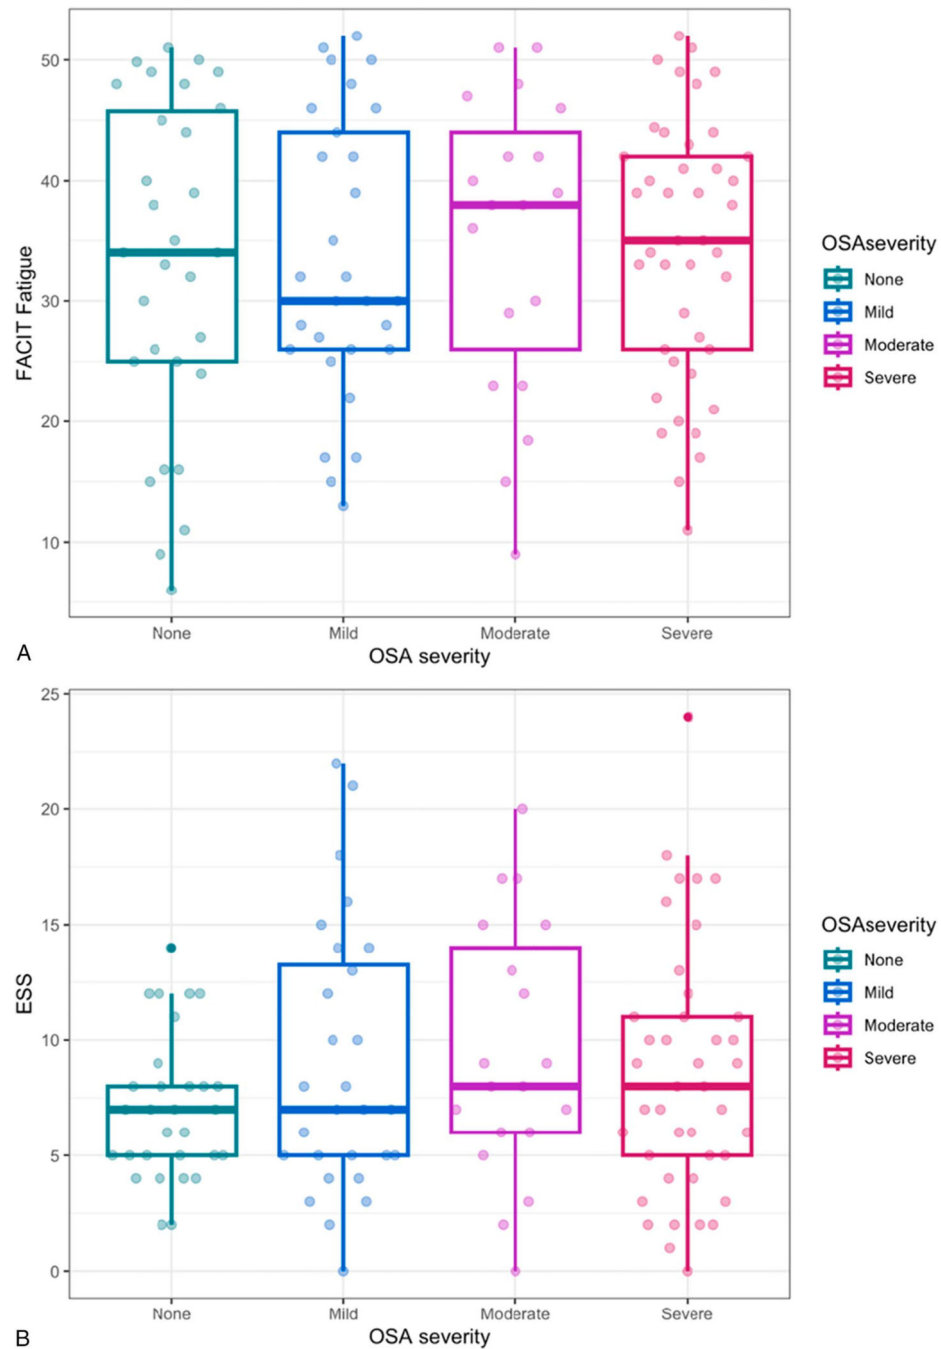 50
40
30
20
10
FACIT Fatigue
None Mild Moderate Severe
OSA severity
A
OSAseverity
None
Mild
Moderate
Severe
25
20
15
10
5
0
ESS
None Mild Moderate Severe
OSA severity
B
OSAseverity
None
Mild
Moderate
Severe